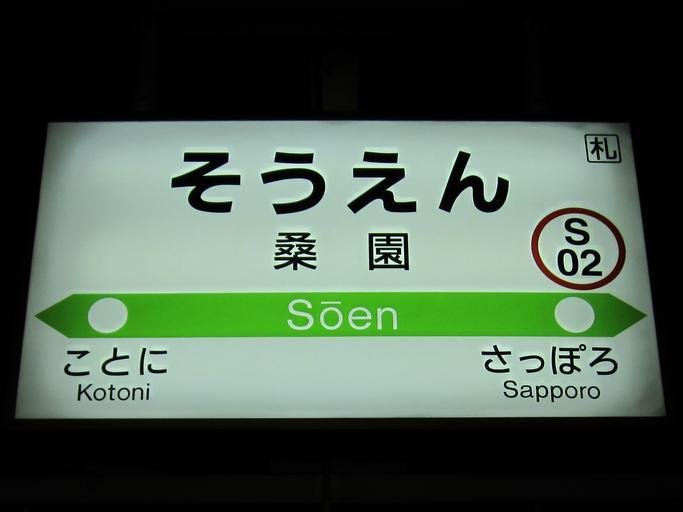 札
そうえん
桑園
S
02
Sōen
ことに
Kotoni
さっぽろ
Sapporo